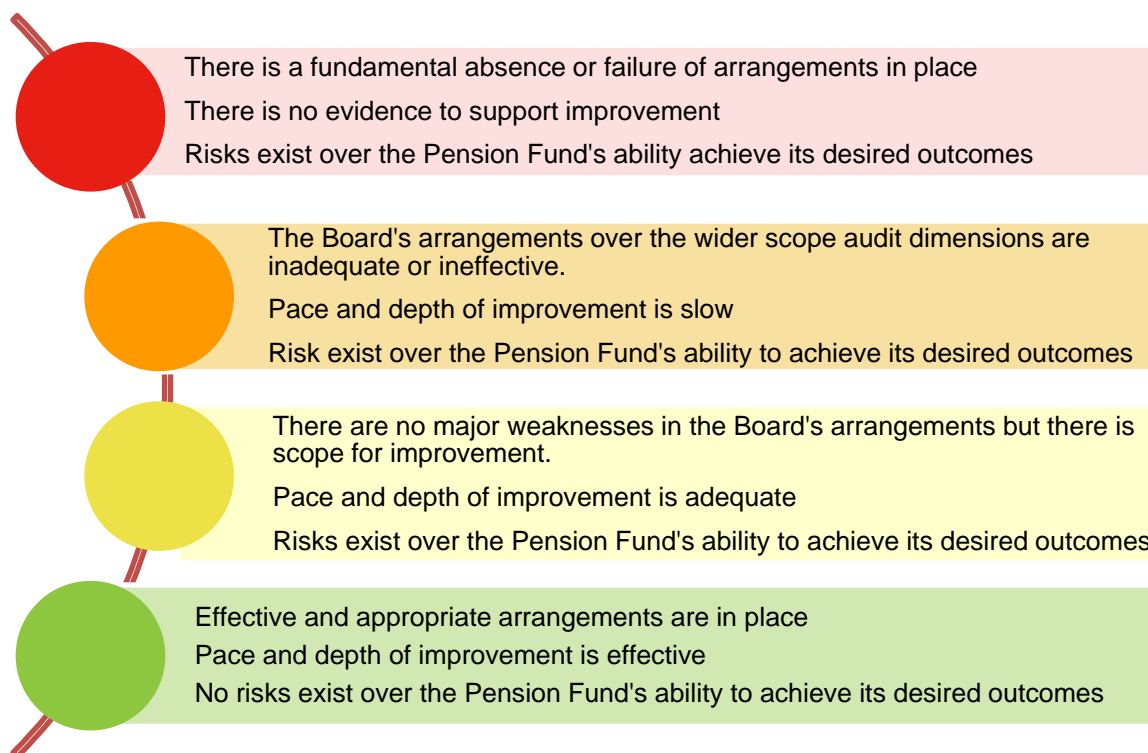 There is a fundamental absence or failure of arrangements in place
There is no evidence to support improvement
Risks exist over the Pension Fund's ability achieve its desired outcomes
The Board's arrangements over the wider scope audit dimensions are
inadequate or ineffective.
Pace and depth of improvement is slow
Risk exist over the Pension Fund's ability to achieve its desired outcomes
There are no major weaknesses in the Board's arrangements but there is
scope for improvement.
Pace and depth of improvement is adequate
Risks exist over the Pension Fund's ability to achieve its desired outcomes
Effective and appropriate arrangements are in place
Pace and depth of improvement is effective
No risks exist over the Pension Fund's ability to achieve its desired outcomes